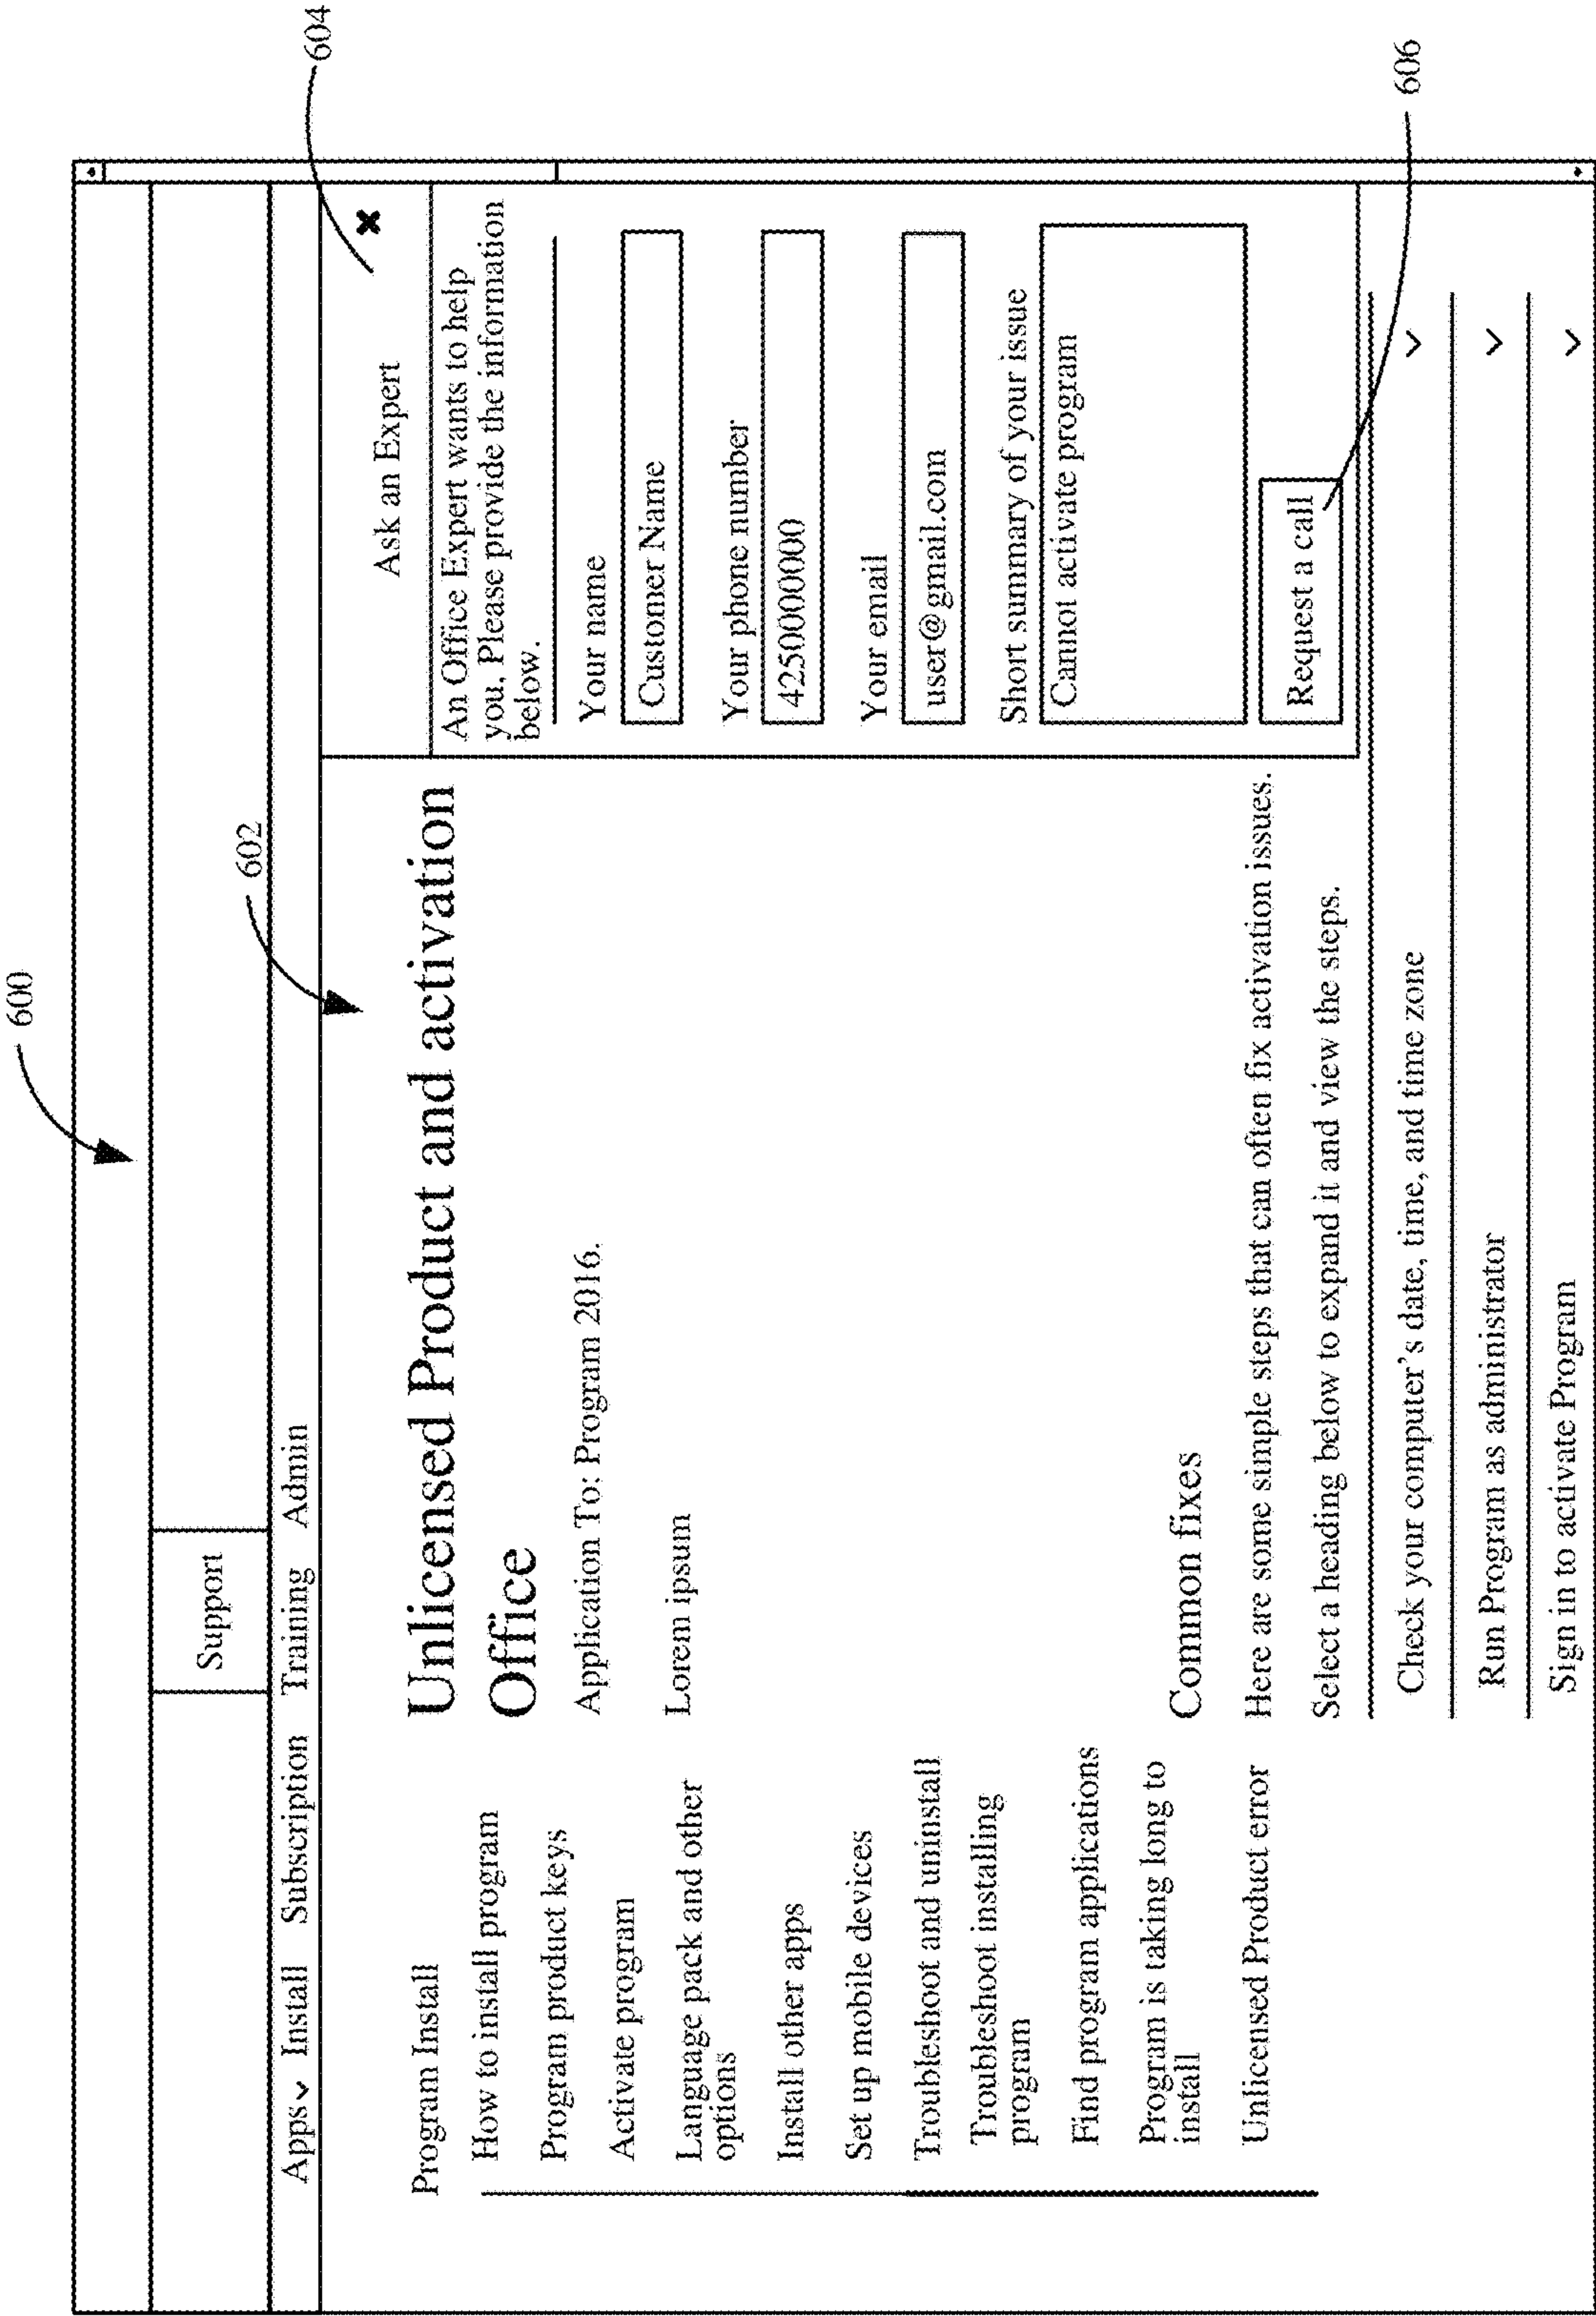 600
Support
Apps Install Subscription Training Admin
602
604
Program Install
How to install program
Program product keys
Activate program
Language pack and other
options
Install other apps
Set up mobile devices
Troubleshoot and uninstall
Troubleshoot installing
program
Find program applications
Program is taking long to
install
Unlicensed Product error
Unlicensed Product and activation
Office
Application To: Program 2016.
Lorem ipsum
Common fixes
Here are some simple steps that can often fix activation issues.
Select a heading below to expand it and view the steps.
Check your computer's date, time, and time zone
Run Program as administrator
Sign in to activate Program
Ask an Expert
An Office Expert wants to help
you, Please provide the information
below.
Your name
Customer Name
Your phone number
4250000000
Your email
user@gmail.com
Short summary of your issue
Cannot activate program
Request a call
606